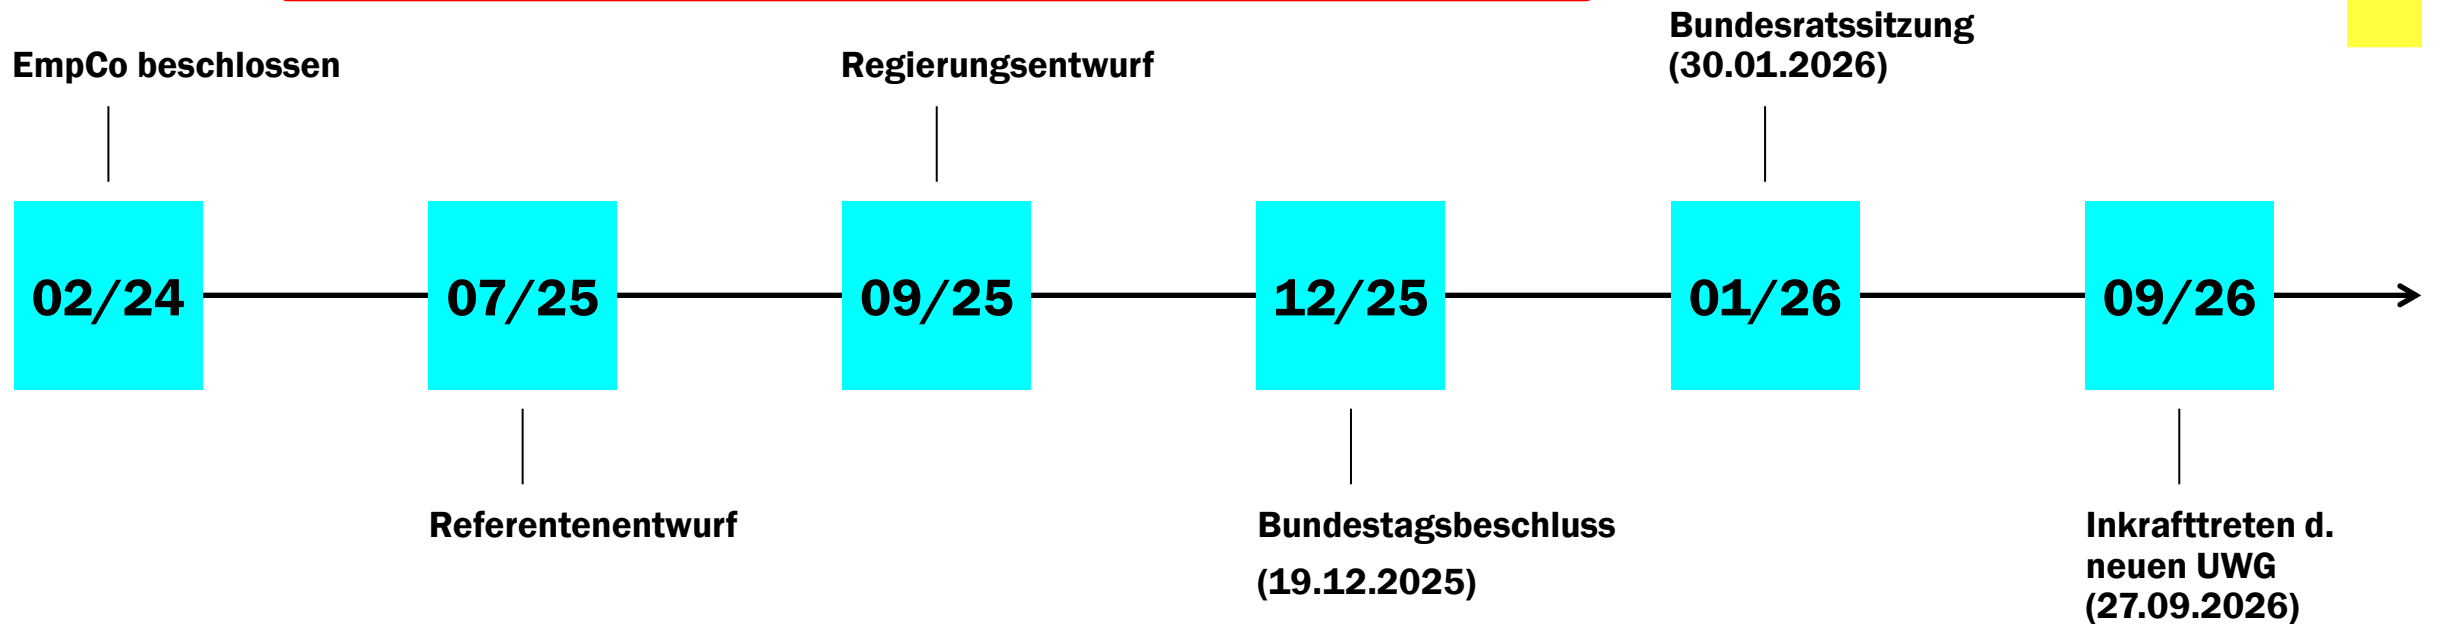 EmpCo beschlossen
Regierungsentwurf
Bundesratssitzung
(30.01.2026)
02/24
07/25
09/25
12/25
01/26
09/26
Referentenentwurf
Bundestagsbeschluss
(19.12.2025)
Inkrafttreten d.
neuen UWG
(27.09.2026)